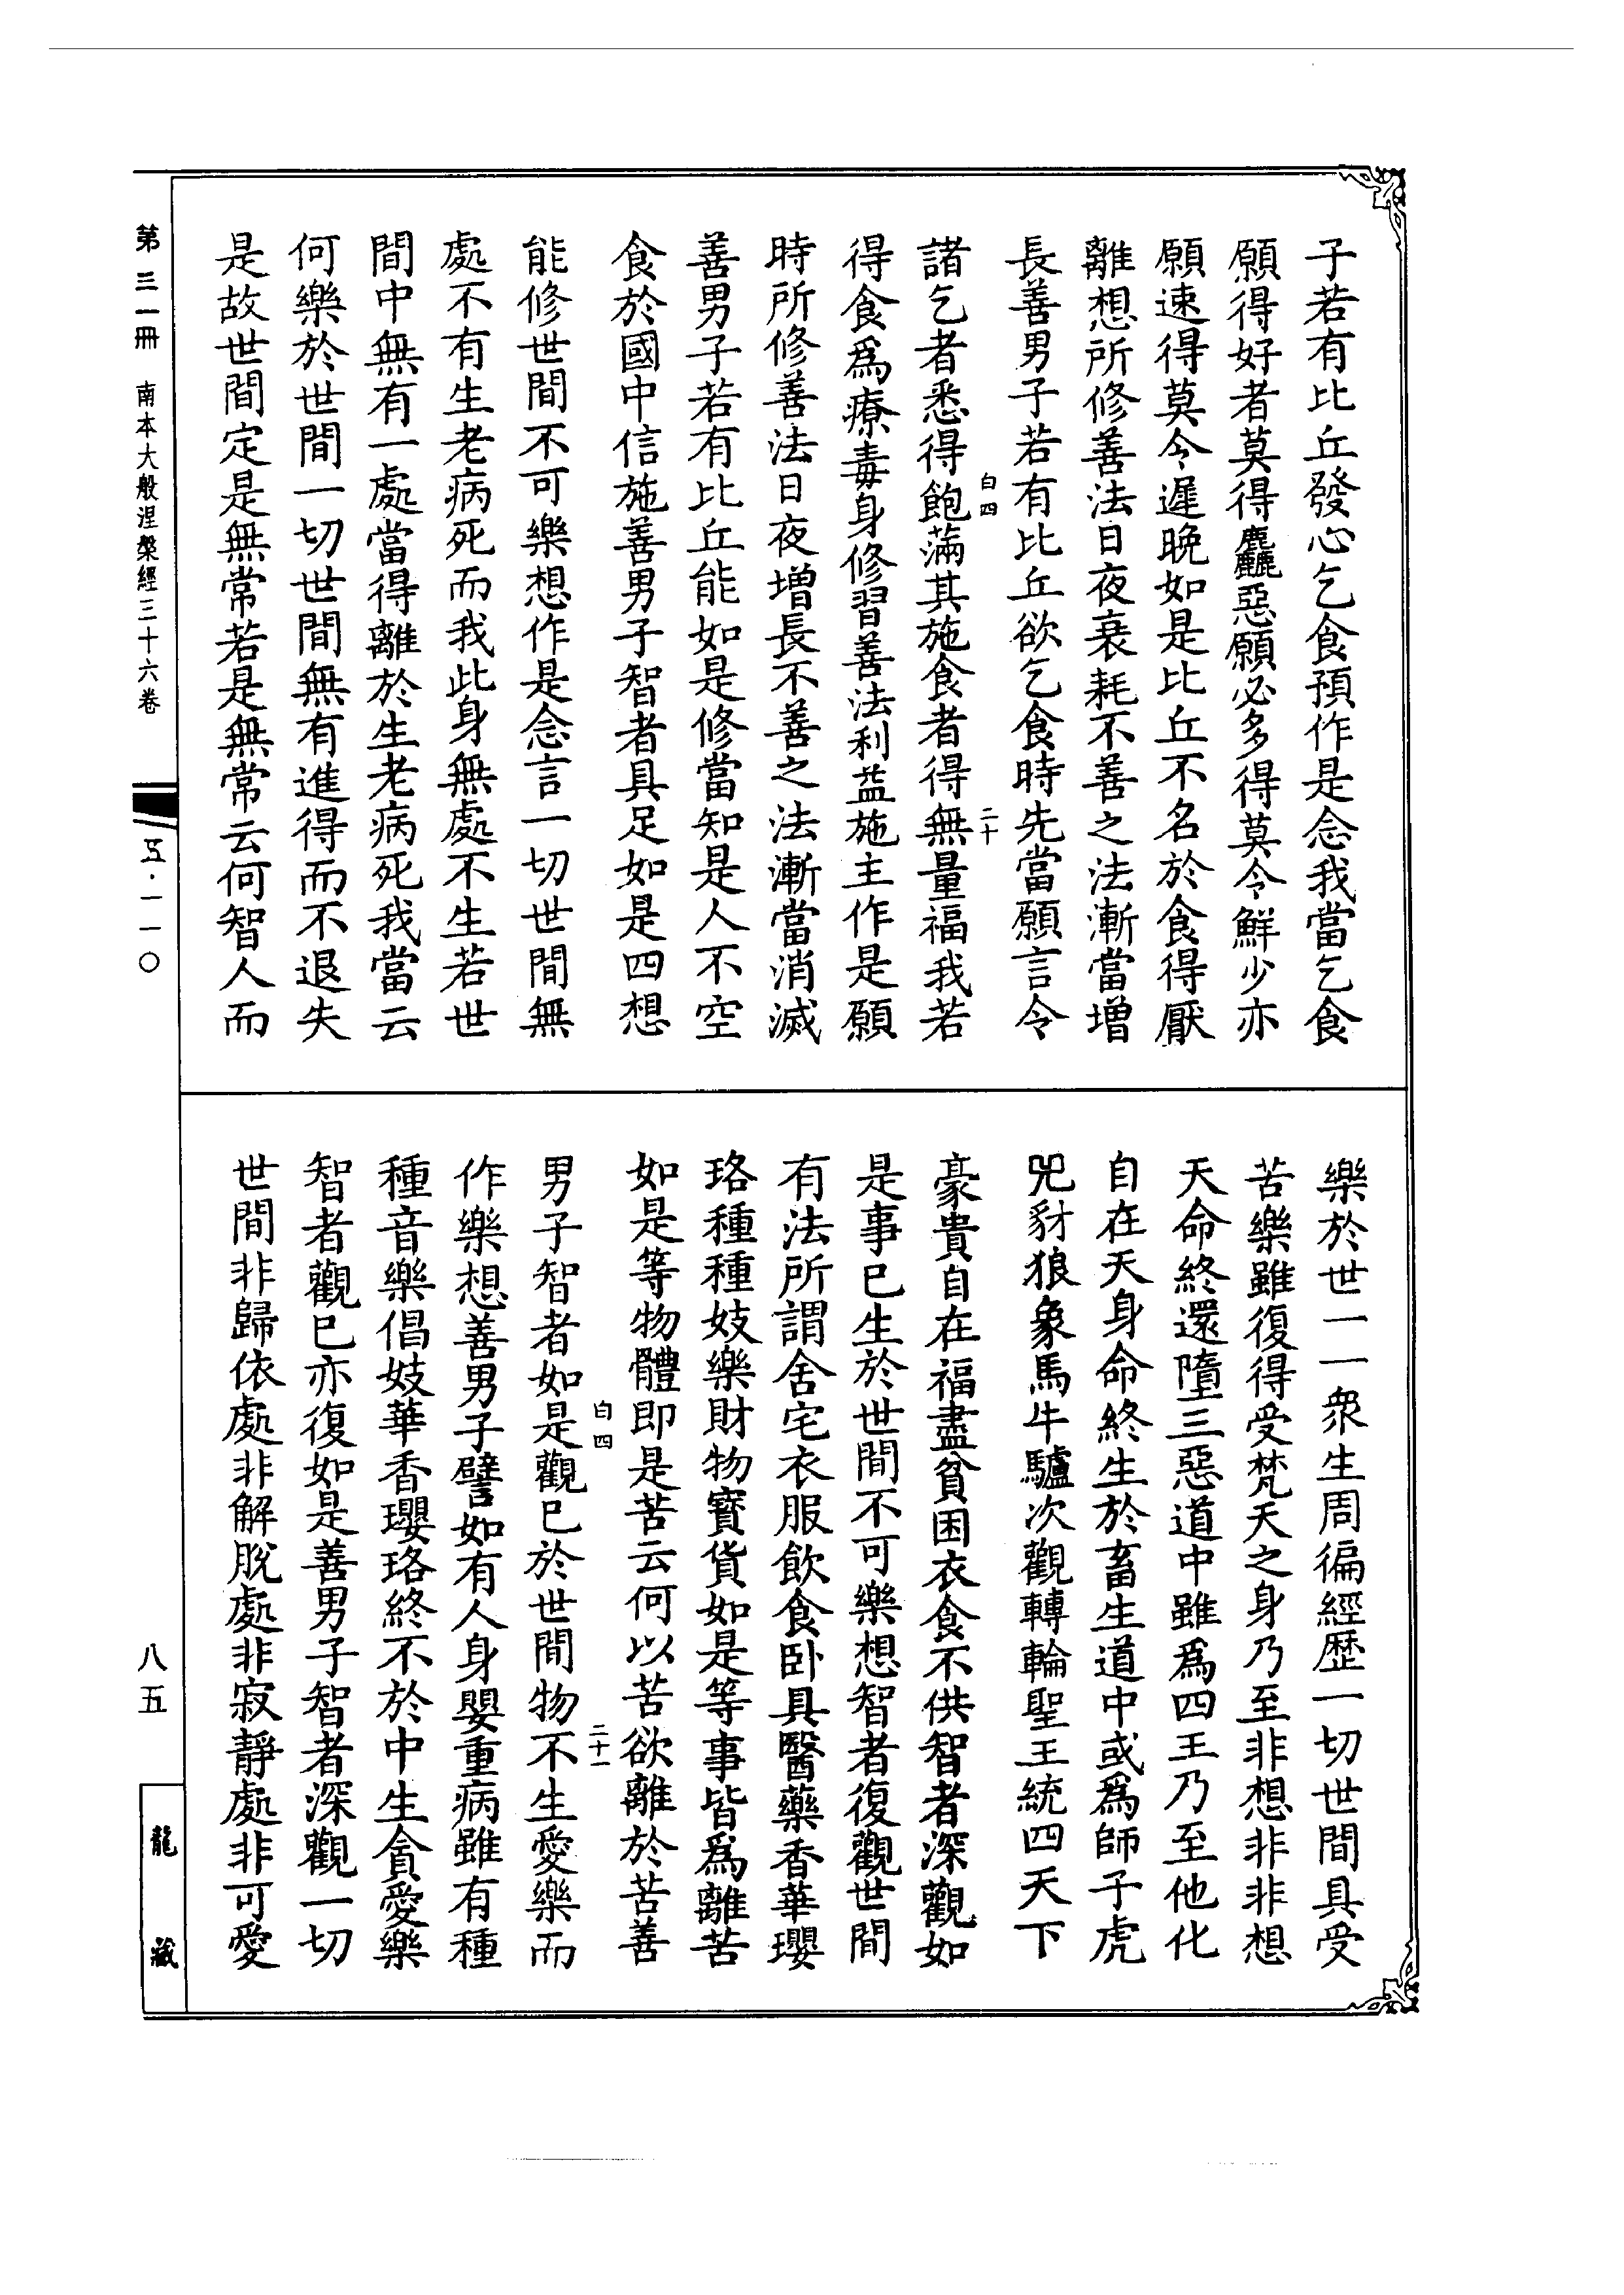 子若有比丘發心乞食預作是念我當乞食
願得好者莫得麤惡願必多得莫令鮮少亦
願速得莫令遲晚如是比丘不名於食得厭
離想所修善法日夜衰耗不善之法漸當增
長善男子若有比丘欲乞食時先當願言令
白四 二十
諸乞者悉得飽滿其施食者得無量福我若
得食爲療毒身修習善法利益施主作是願
時所修善法日夜增長不善之法漸當消滅
善男子若有比丘能如是修當知是人不空
食於國中信施善男子智者具足如是四想
能修世間不可樂想作是念言一切世間無
處不有生老病死而我此身無處不生若世
間中無有一處當得離於生老病死我當云
何樂於世間一切世間無有進得而不退失
是故世間定是無常若是無常云何智人而
樂於世一一衆生周徧經歷一切世間具受
苦樂雖復得受梵天之身乃至非想非非想
天命終還墮三惡道中雖爲四王乃至他化
自在天身命終生於畜生道中或爲師子虎
兕豺狼象馬牛驢次觀轉輪聖王統四天下
豪貴自在福盡貧困衣食不供智者深觀如
是事已生於世間不可樂想智者復觀世間
有法所謂舍宅衣服飲食卧具醫藥香華瓔
珞種種妓樂財物寳貨如是等事皆爲離苦
如是等物體即是苦云何以苦欲離於苦善
白四 二十一
男子智者如是觀已於世間物不生愛樂而
作樂想善男子譬如有人身嬰重病雖有種
種音樂倡妓華香瓔珞終不於中生貪愛樂
智者觀已亦復如是善男子智者深觀一切
世間非歸依處非解脫處非寂靜處非可愛
第三一冊 南本大般涅槃經三十六卷
五·一一〇
八五
龍藏